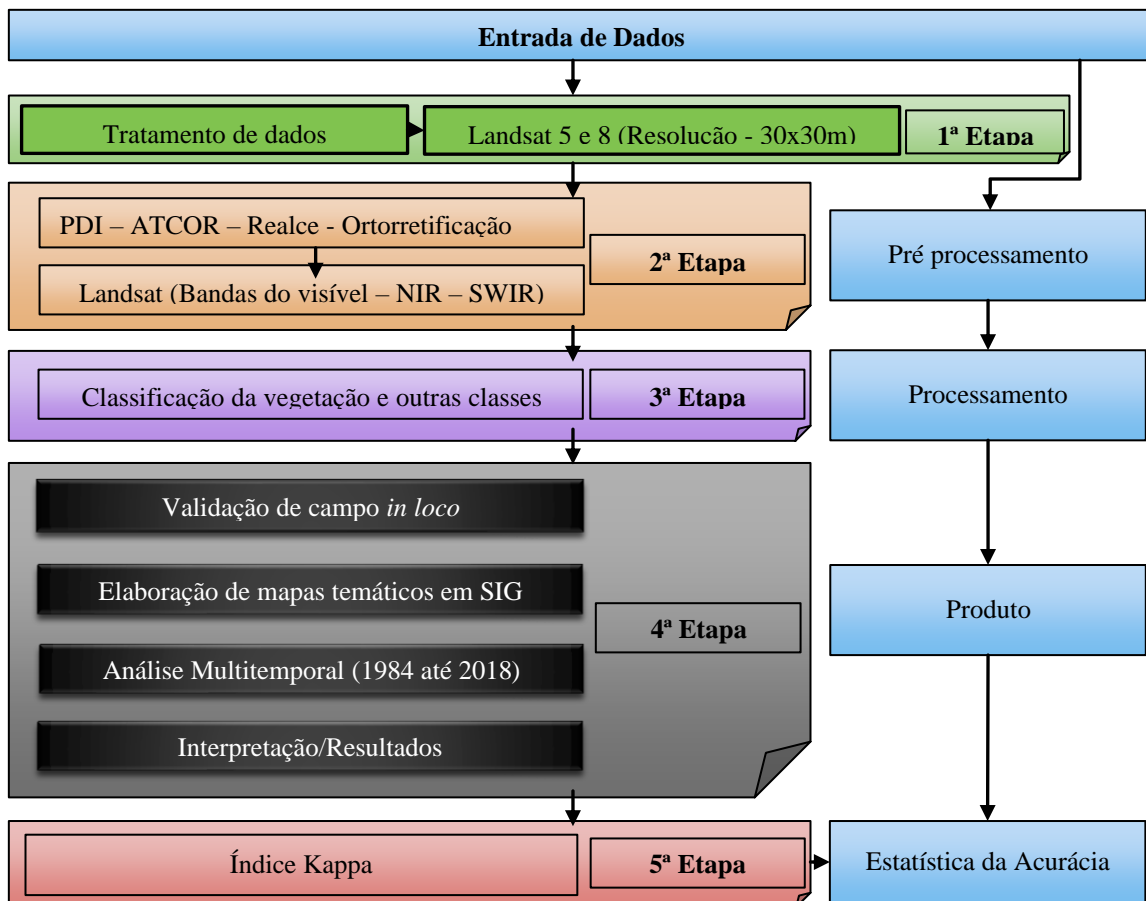 Entrada de Dados
Tratamento de dados
Landsat 5 e 8 (Resolução - 30x30m)
1ª Etapa
PDI – ATCOR – Realce - Ortorretificação
Landsat (Bandas do visível – NIR – SWIR)
2ª Etapa
Pré processamento
Classificação da vegetação e outras classes
3ª Etapa
Processamento
Validação de campo in loco
Elaboração de mapas temáticos em SIG
Análise Multitemporal (1984 até 2018)
Interpretação/Resultados
4ª Etapa
Produto
Índice Kappa
5ª Etapa
Estatística da Acurácia